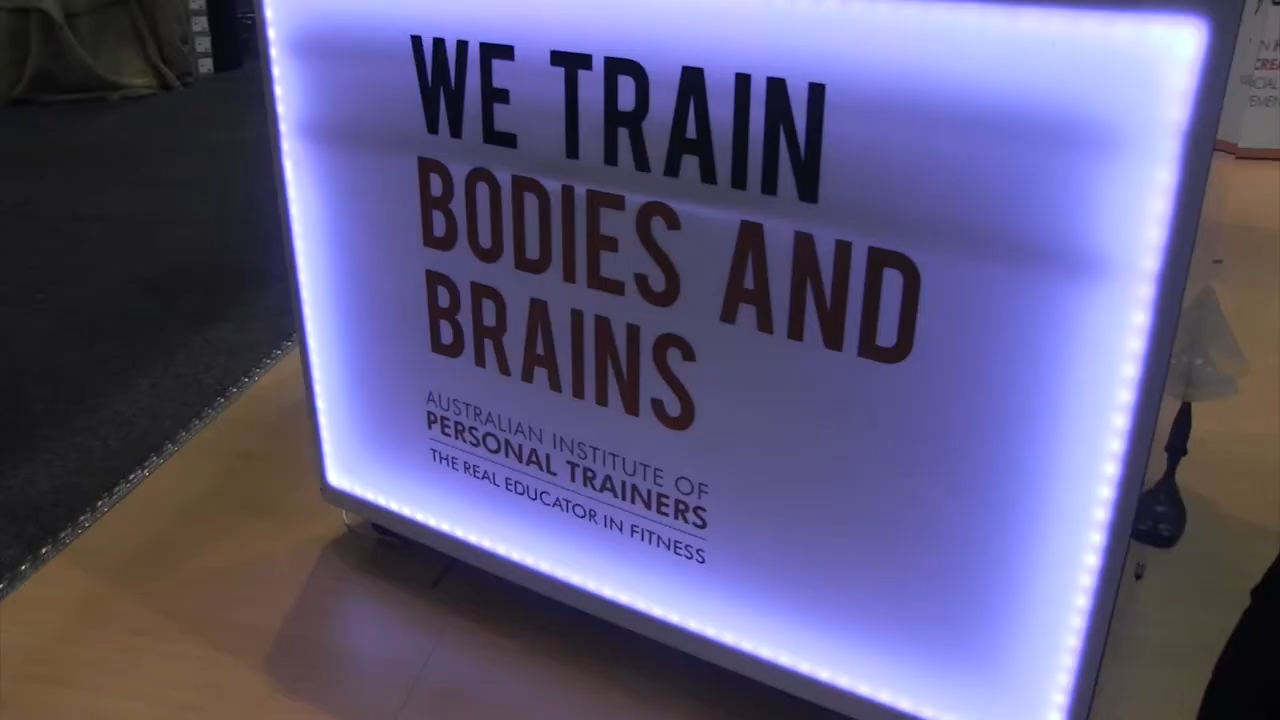 WE TRAIN
BODIES AND
BRAINS
AUSTRALIAN INSTITUTE OF
PERSONAL TRAINERS
THE REAL EDUCATOR IN FITNESS